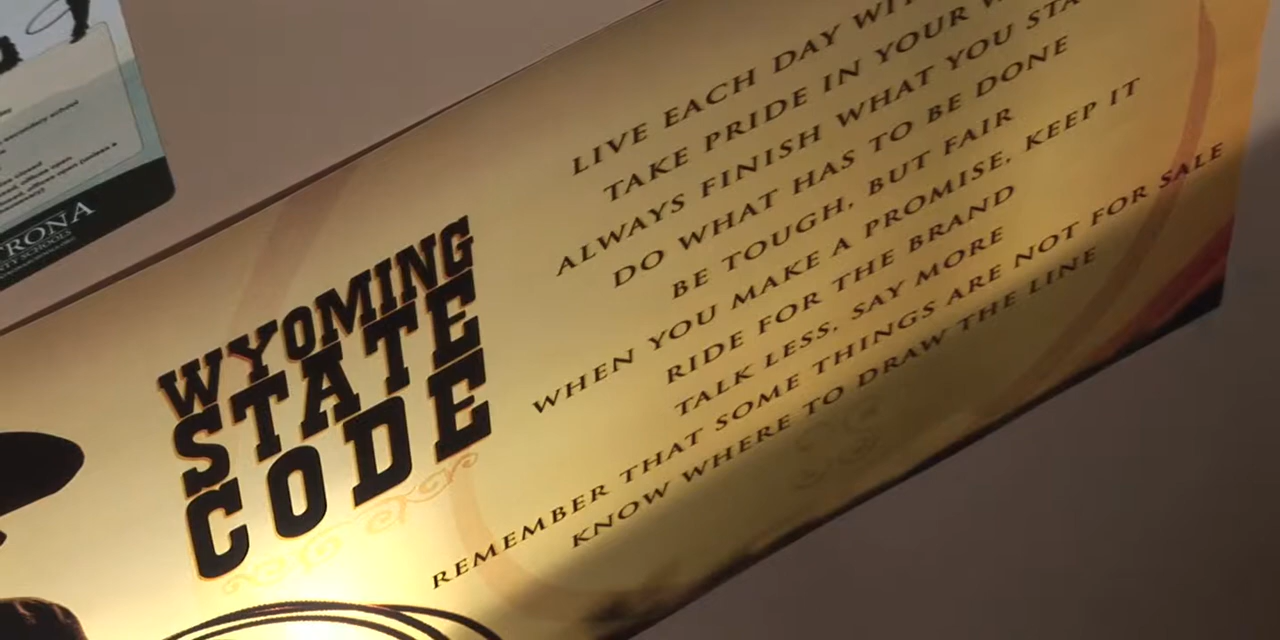 TRONA
WYOMING
STATE
CODE
LIVE EACH DAY
TAKE PRIDE IN YOUR
ALWAYS FINISH WHAT YOU
DO WHAT HAS TO BE DONE
BE TOUGH, BUT FAIR
WHEN YOU MAKE A PROMISE, KEEP IT
RIDE FOR THE BRAND
TALK LESS, SAY MORE
REMEMBER THAT SOME THINGS ARE NOT FOR SALE
KNOW WHERE TO DRAW THE LINE